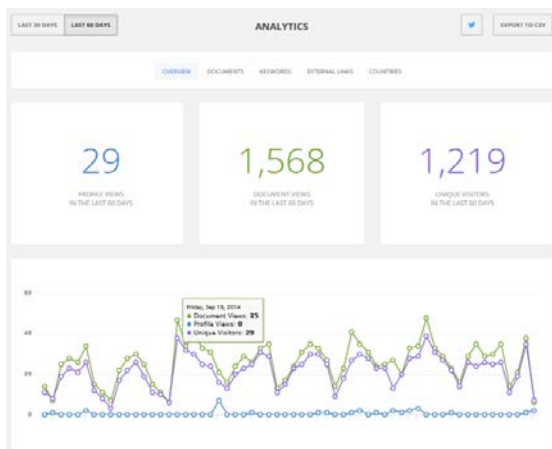 LAST 30 DAYS
LAST 60 DAYS
ANALYTICS
EXPORT TO CSV
OVERVIEW DOCUMENTS KEYWORDS EXTERNAL LINKS COUNTRIES
29
PROFILE VIEWS
IN THE LAST 60 DAYS
1,568
DOCUMENT VIEWS
IN THE LAST 60 DAYS
1,219
UNIQUE VISITORS
IN THE LAST 60 DAYS
60
40
20
0
Friday, Sep 19, 2014
Document Views: 35
Profile Views: 0
Unique Visitors: 29